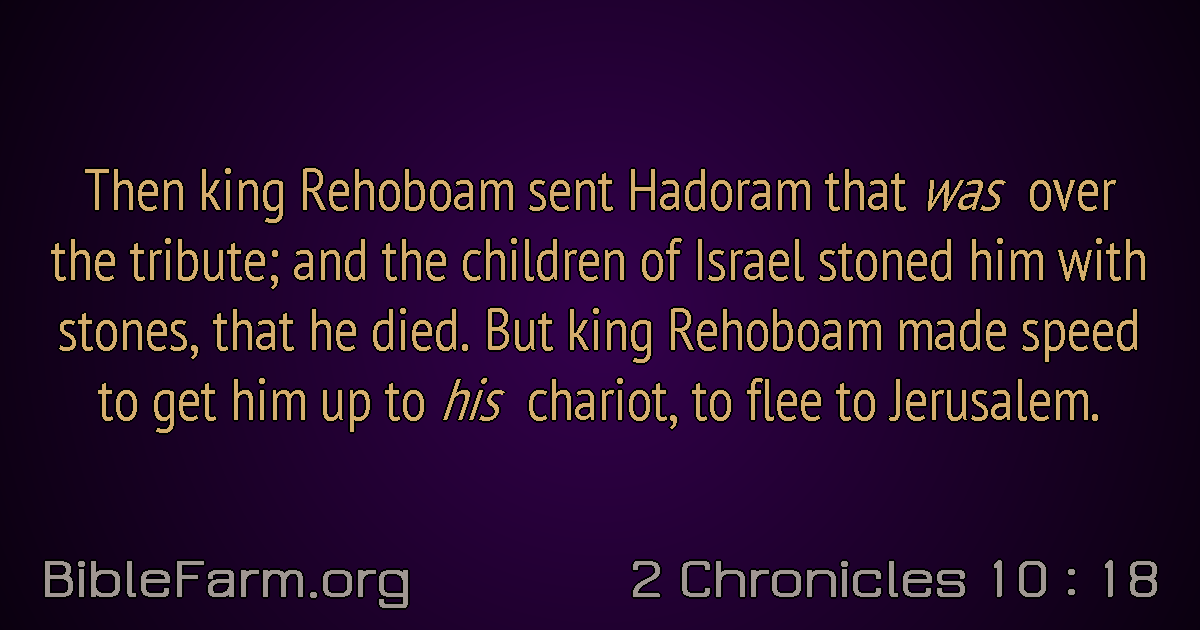 Then king Rehoboam sent Hadoram that was over
the tribute; and the children of Israel stoned him with
stones, that he died. But king Rehoboam made speed
to get him up to his chariot, to flee to Jerusalem.
BibleFarm.org
2 Chronicles 10 : 18